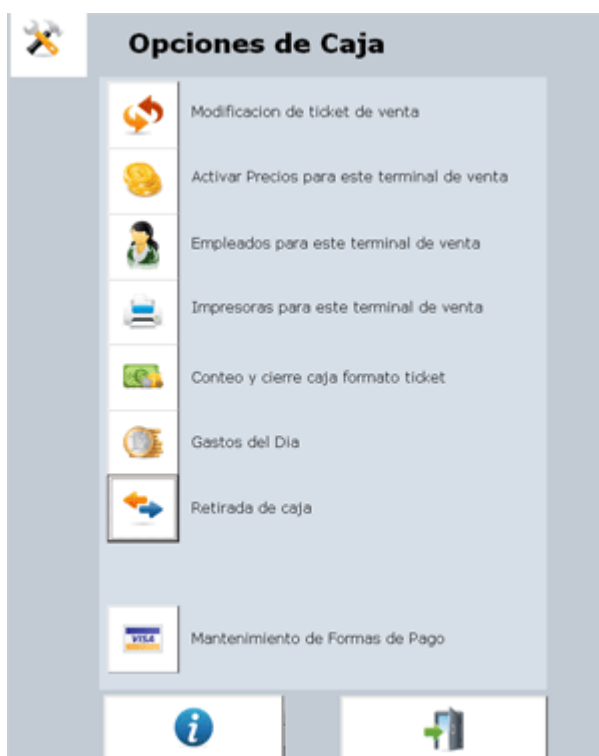 Opciones de Caja
Modificacion de ticket de venta
Activar Precios para este terminal de venta
Empleados para este terminal de venta
Impresoras para este terminal de venta
Conteo y cierre caja formato ticket
Gastos del Dia
Retirada de caja
VISA
Mantenimiento de Formas de Pago
i